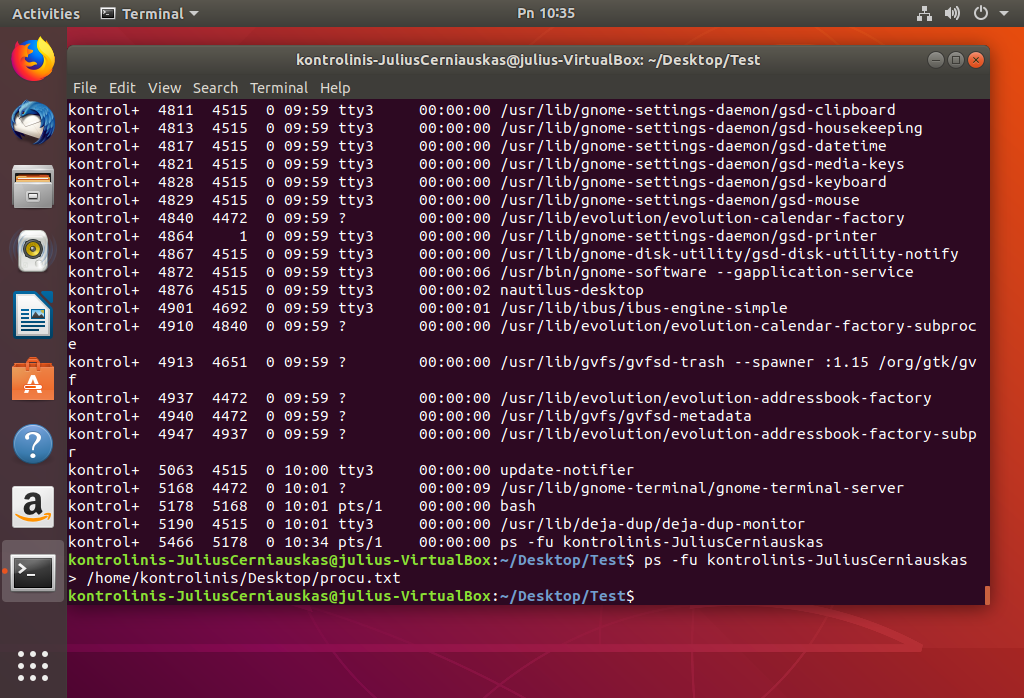 Activities Terminal Pn 10:35
kontrolinis-JuliusCerniauskas@julius-VirtualBox: ~/Desktop/Test
File Edit View Search Terminal Help
kontrol+  4811  4515  0 09:59 tty3     00:00:00 /usr/lib/gnome-settings-daemon/gsd-clipboard
kontrol+  4813  4515  0 09:59 tty3     00:00:00 /usr/lib/gnome-settings-daemon/gsd-housekeeping
kontrol+  4817  4515  0 09:59 tty3     00:00:00 /usr/lib/gnome-settings-daemon/gsd-datetime
kontrol+  4821  4515  0 09:59 tty3     00:00:00 /usr/lib/gnome-settings-daemon/gsd-media-keys
kontrol+  4828  4515  0 09:59 tty3     00:00:00 /usr/lib/gnome-settings-daemon/gsd-keyboard
kontrol+  4829  4515  0 09:59 tty3     00:00:00 /usr/lib/gnome-settings-daemon/gsd-mouse
kontrol+  4840  4472  0 09:59 ?        00:00:00 /usr/lib/evolution/evolution-calendar-factory
kontrol+  4864     1  0 09:59 tty3     00:00:00 /usr/lib/gnome-settings-daemon/gsd-printer
kontrol+  4867  4515  0 09:59 tty3     00:00:00 /usr/lib/gnome-disk-utility/gsd-disk-utility-notify
kontrol+  4872  4515  0 09:59 tty3     00:00:06 /usr/bin/gnome-software --gapplication-service
kontrol+  4876  4515  0 09:59 tty3     00:00:02 nautilus-desktop
kontrol+  4901  4692  0 09:59 tty3     00:00:01 /usr/lib/ibus/ibus-engine-simple
kontrol+  4910  4840  0 09:59 ?        00:00:00 /usr/lib/evolution/evolution-calendar-factory-subproc
e
kontrol+  4913  4651  0 09:59 ?        00:00:00 /usr/lib/gvfs/gvfsd-trash --spawner :1.15 /org/gtk/gv
f
kontrol+  4937  4472  0 09:59 ?        00:00:00 /usr/lib/evolution/evolution-addressbook-factory
kontrol+  4940  4472  0 09:59 ?        00:00:00 /usr/lib/gvfs/gvfsd-metadata
kontrol+  4947  4937  0 09:59 ?        00:00:00 /usr/lib/evolution/evolution-addressbook-factory-subp
r
kontrol+  5063  4515  0 10:00 tty3     00:00:00 update-notifier
kontrol+  5168  4472  0 10:01 ?        00:00:09 /usr/lib/gnome-terminal/gnome-terminal-server
kontrol+  5178  5168  0 10:01 pts/1    00:00:00 bash
kontrol+  5190  4515  0 10:01 tty3     00:00:00 /usr/lib/deja-dup/deja-dup-monitor
kontrol+  5466  5178  0 10:34 pts/1    00:00:00 ps -fu kontrolinis-JuliusCerniauskas
kontrolinis-JuliusCerniauskas@julius-VirtualBox:~/Desktop/Test$ ps -fu kontrolinis-JuliusCerniauskas
> /home/kontrolinis/Desktop/procu.txt
kontrolinis-JuliusCerniauskas@julius-VirtualBox:~/Desktop/Test$